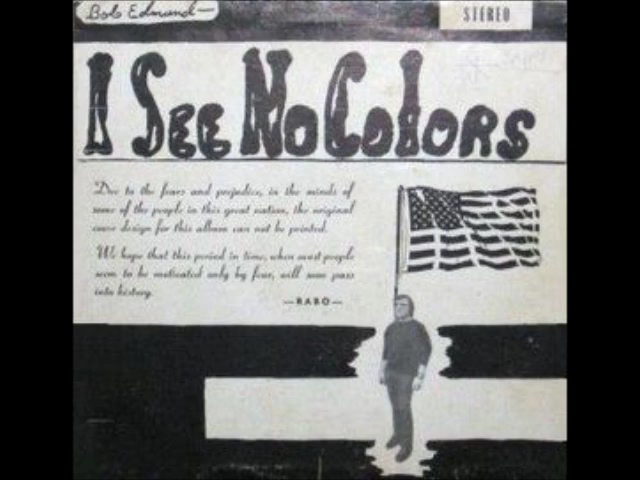 Bob Edmund—
STEREO
I SEE NO COLORS
Due to the fears and prejudice, in the minds of
some of the people in this great nation, the original
cover design for this album can not be printed.
We hope that this period in time, when most people
seem to be motivated only by fear, will soon pass
into history.
—RABO—